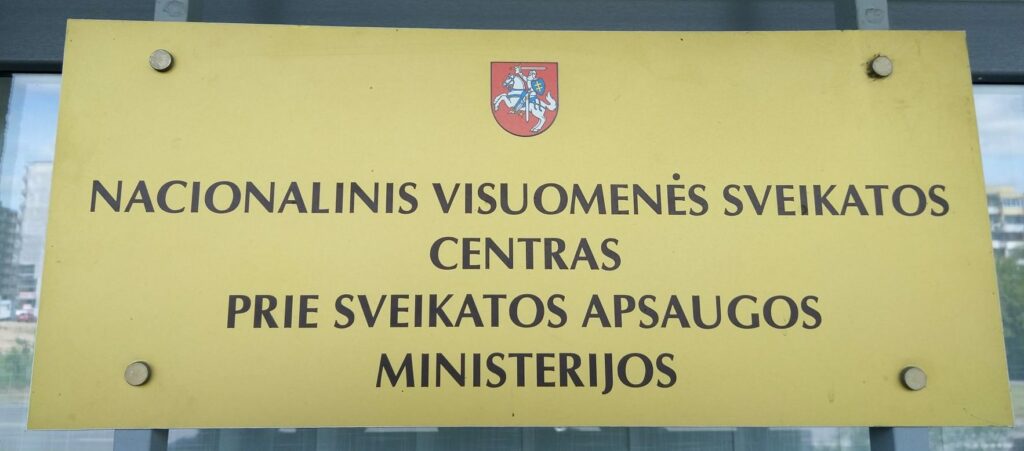 NACIONALINIS VISUOMENĖS SVEIKATOS
CENTRAS
PRIE SVEIKATOS APSAUGOS
MINISTERIJOS